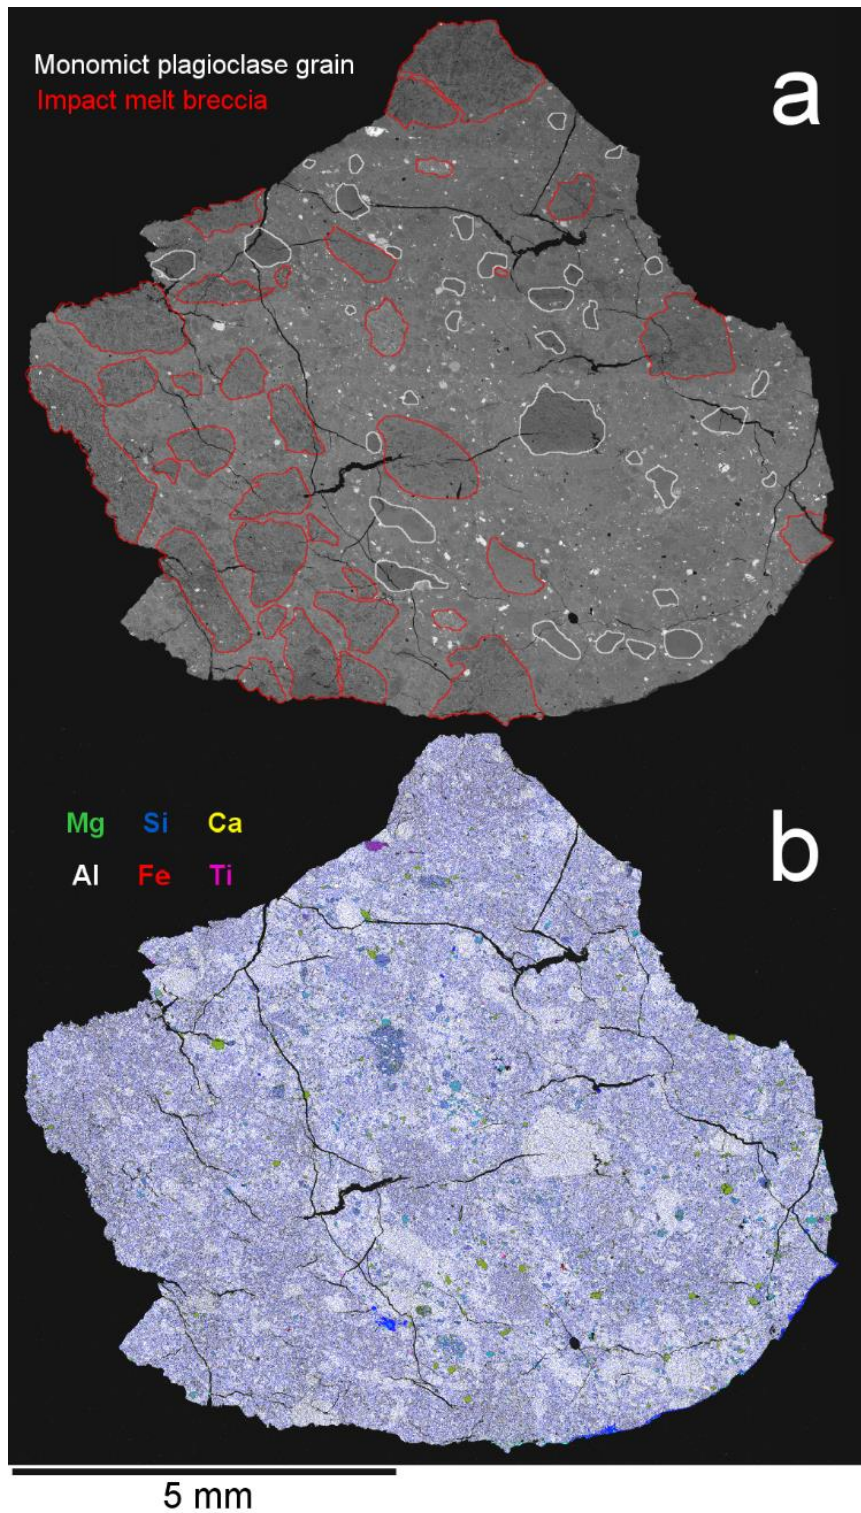 Monomict plagioclase grain
Impact melt breccia
a
Mg Si Ca
Al Fe Ti
b
5 mm